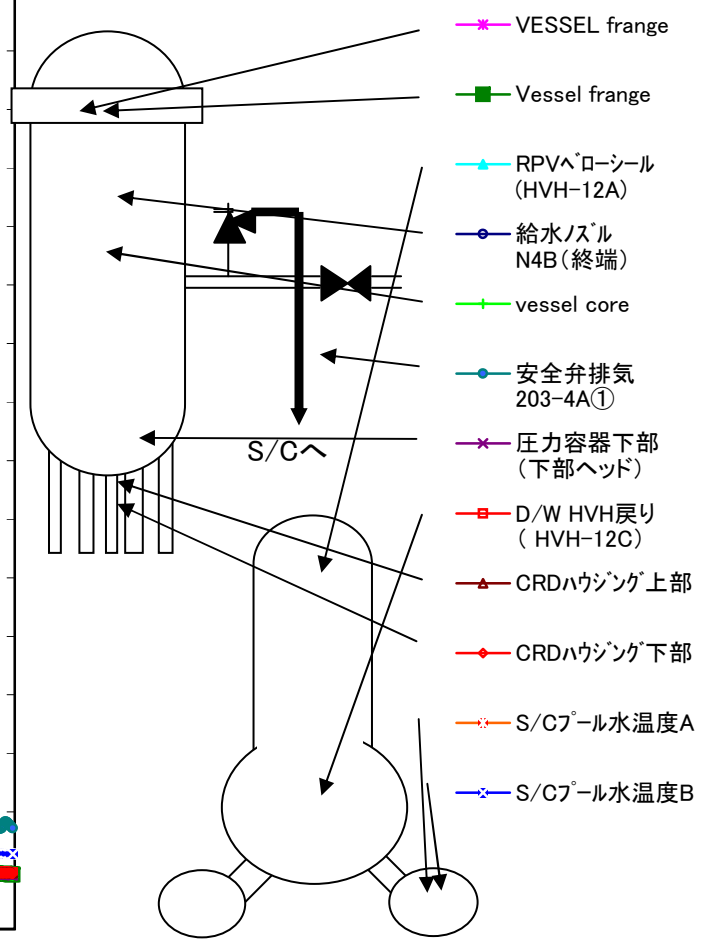 VESSEL frange
Vessel frange
RPVﾍﾞﾛｰｼｰﾙ
(HVH-12A)
給水ﾉｽﾞﾙ
N4B（終端）
vessel core
安全弁排気
203-4A①
圧力容器下部
(下部ヘッド)
S/Cへ
D/W HVH戻り
( HVH-12C)
CRDﾊｳｼﾞﾝｸﾞ上部
CRDﾊｳｼﾞﾝｸﾞ下部
S/Cﾌﾟｰﾙ水温度A
S/Cﾌﾟｰﾙ水温度B